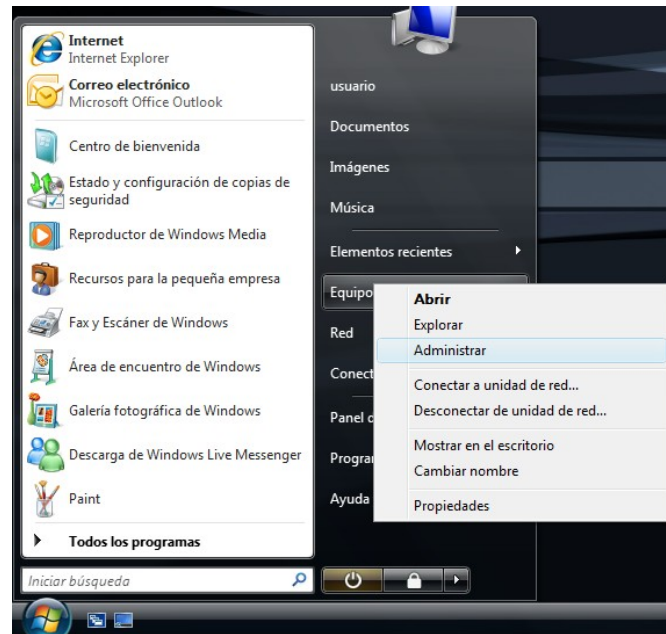 Internet
Internet Explorer
Correo electrónico
Microsoft Office Outlook
Centro de bienvenida
Estado y configuración de copias de
seguridad
Reproductor de Windows Media
Recursos para la pequeña empresa
Fax y Escáner de Windows
Área de encuentro de Windows
Galería fotográfica de Windows
Descarga de Windows Live Messenger
Paint
Todos los programas
Iniciar búsqueda
usuario
Documentos
Imágenes
Música
Elementos recientes
Equipo
Red
Conect
Panel d
Progra
Ayuda
Abrir
Explorar
Administrar
Conectar a unidad de red...
Desconectar de unidad de red...
Mostrar en el escritorio
Cambiar nombre
Propiedades